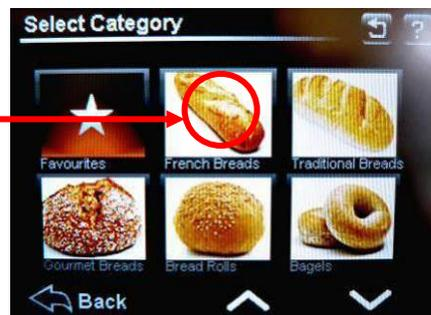 Select Category
?
Favourites
French Breads
Traditional Breads
Gourmet Breads
Bread Rolls
Bagels
Back